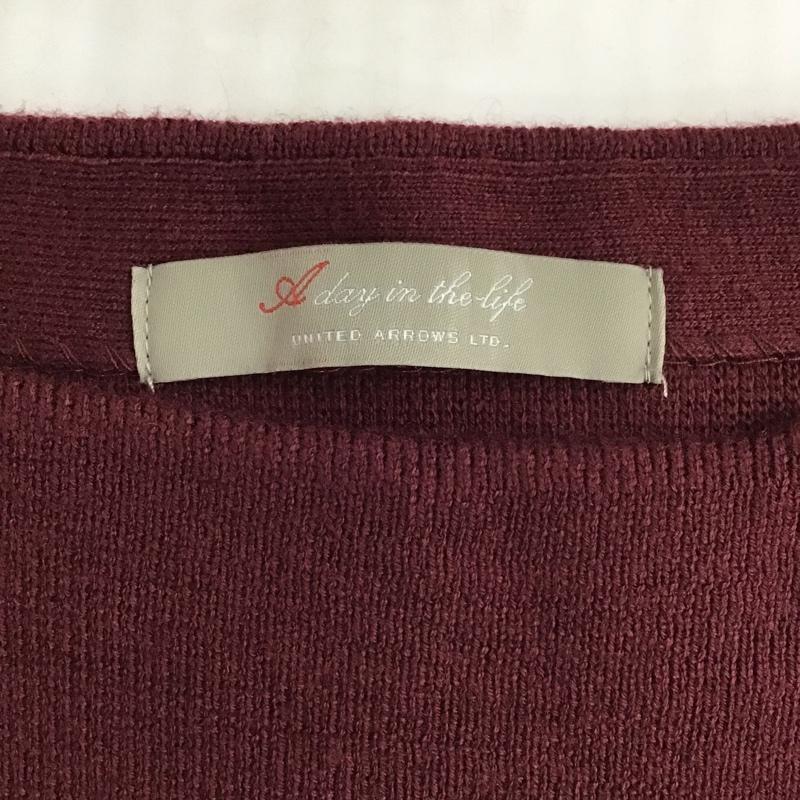 A day in the life
UNITED ARROWS LTD.